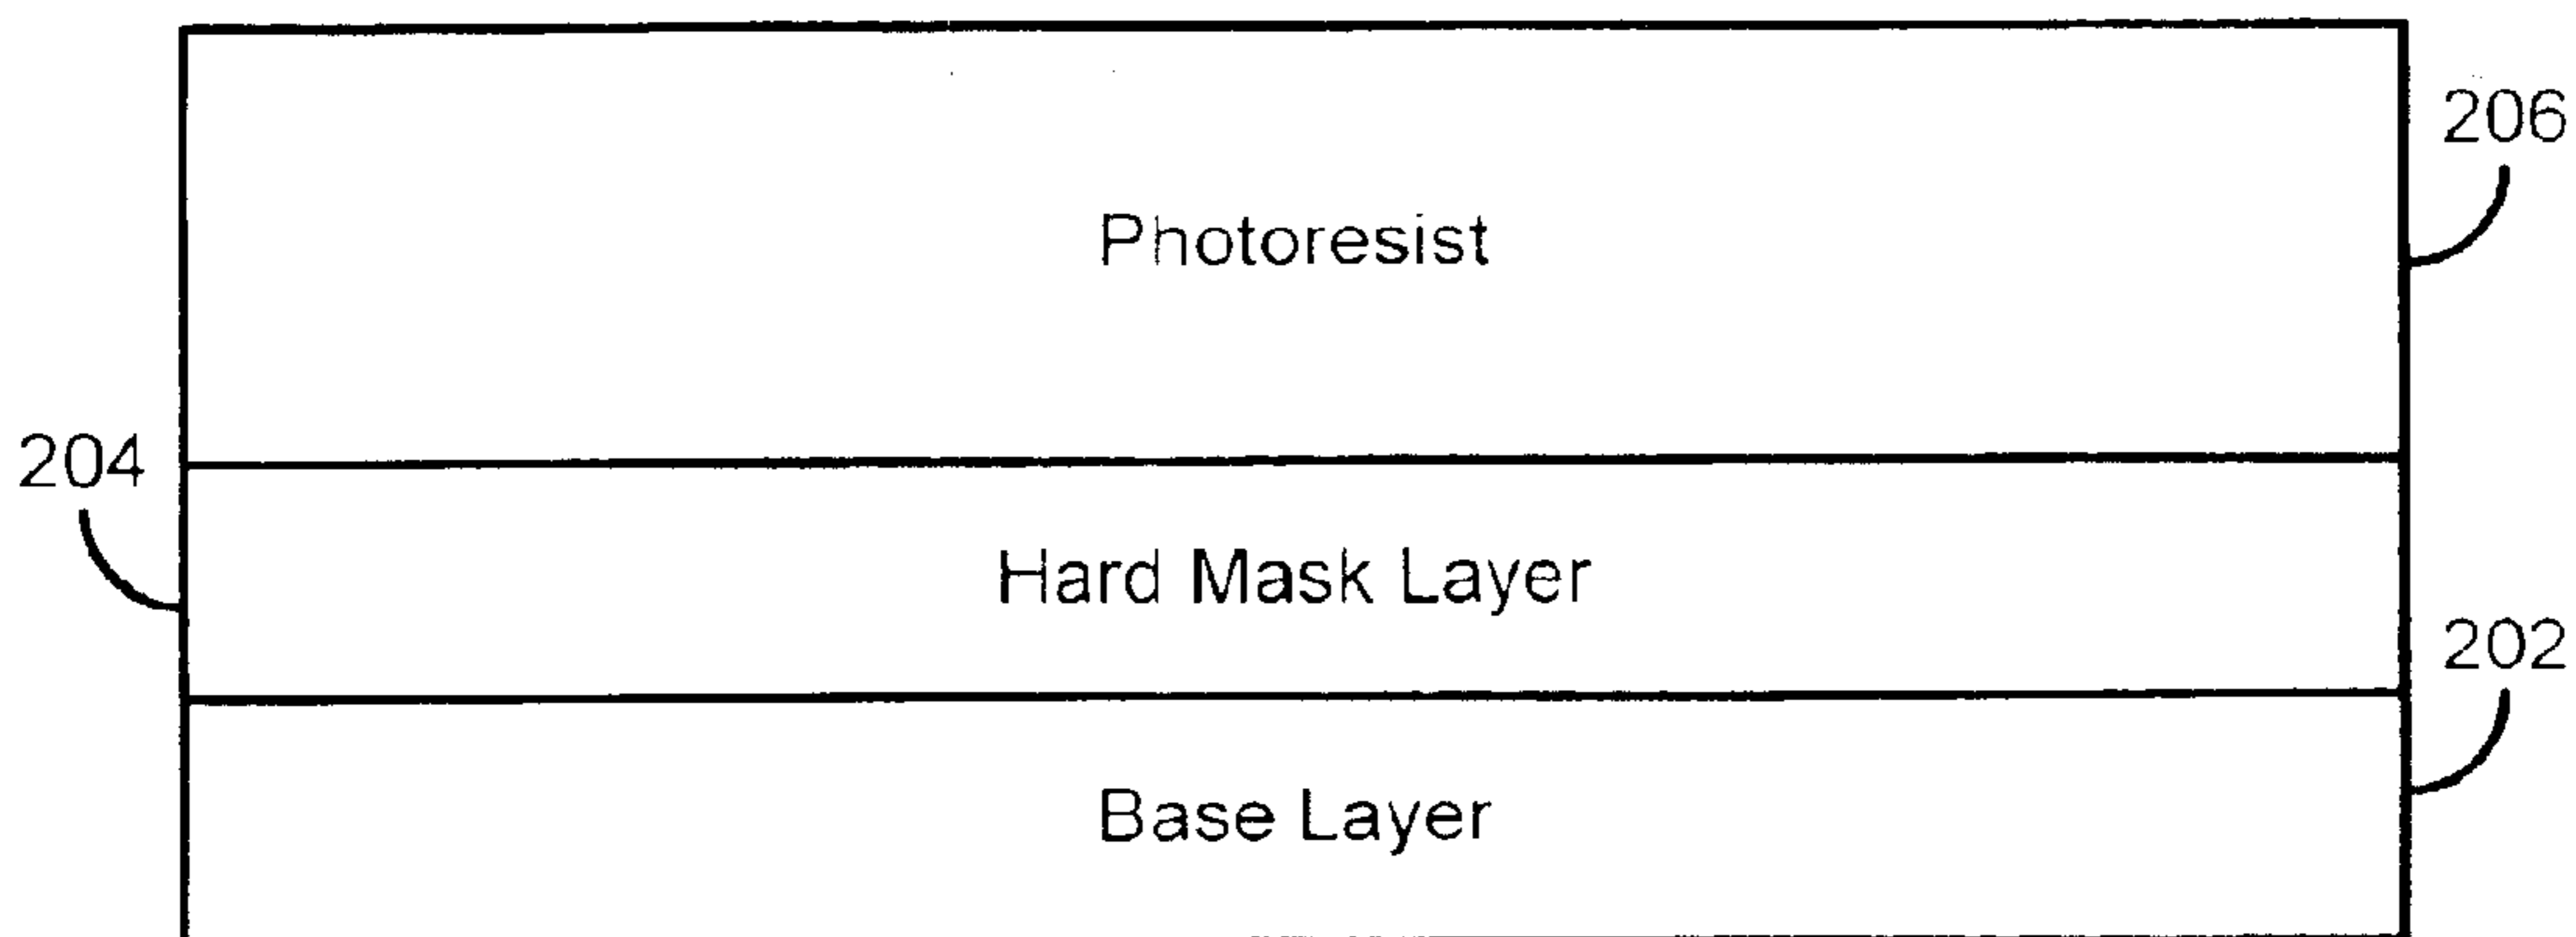 206
Photoresist
204
Hard Mask Layer
202
Base Layer